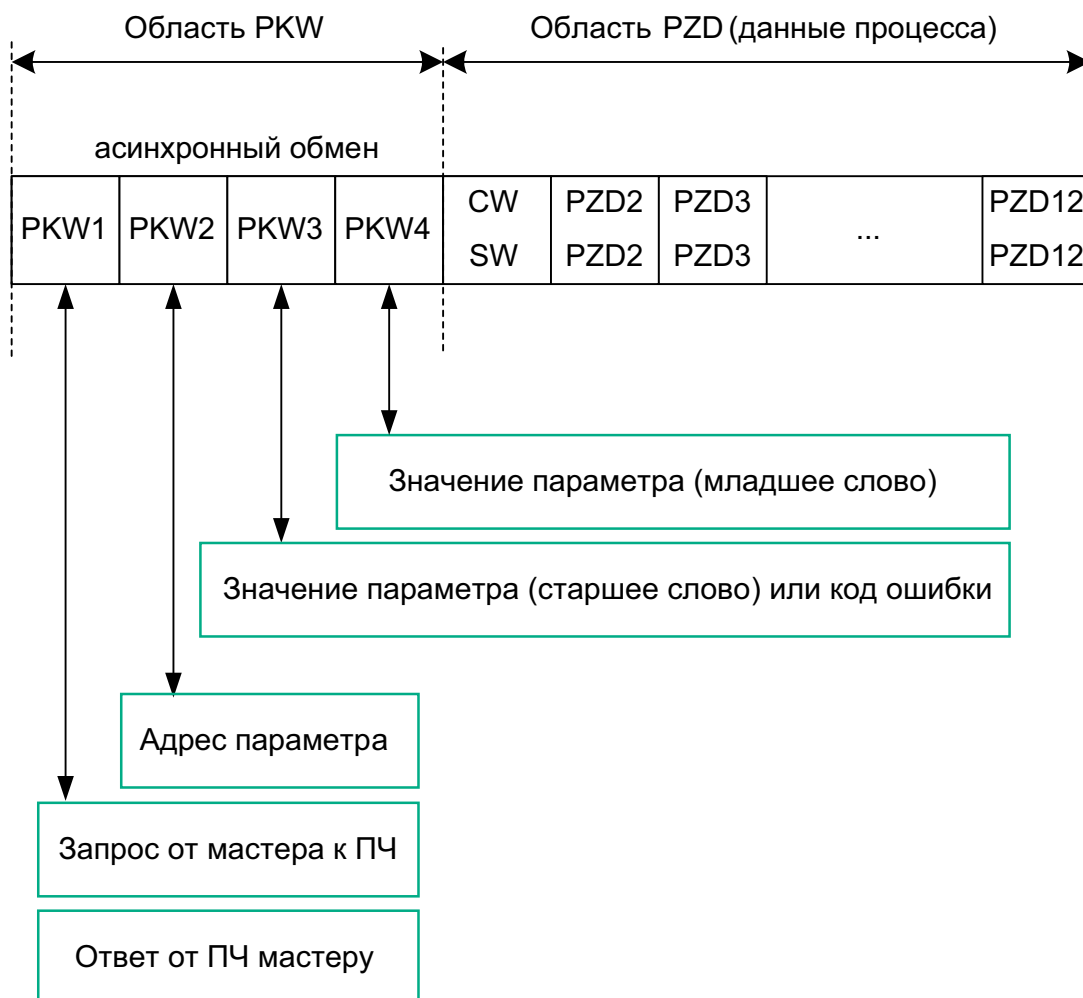 Область PKW
Область PZD (данные процесса)
асинхронный обмен
PKW1 PKW2 PKW3 PKW4 CW PZD2 PZD3 ... PZD12
SW PZD2 PZD3 PZD12
Значение параметра (младшее слово)
Значение параметра (старшее слово) или код ошибки
Адрес параметра
Запрос от мастера к ПЧ
Ответ от ПЧ мастеру